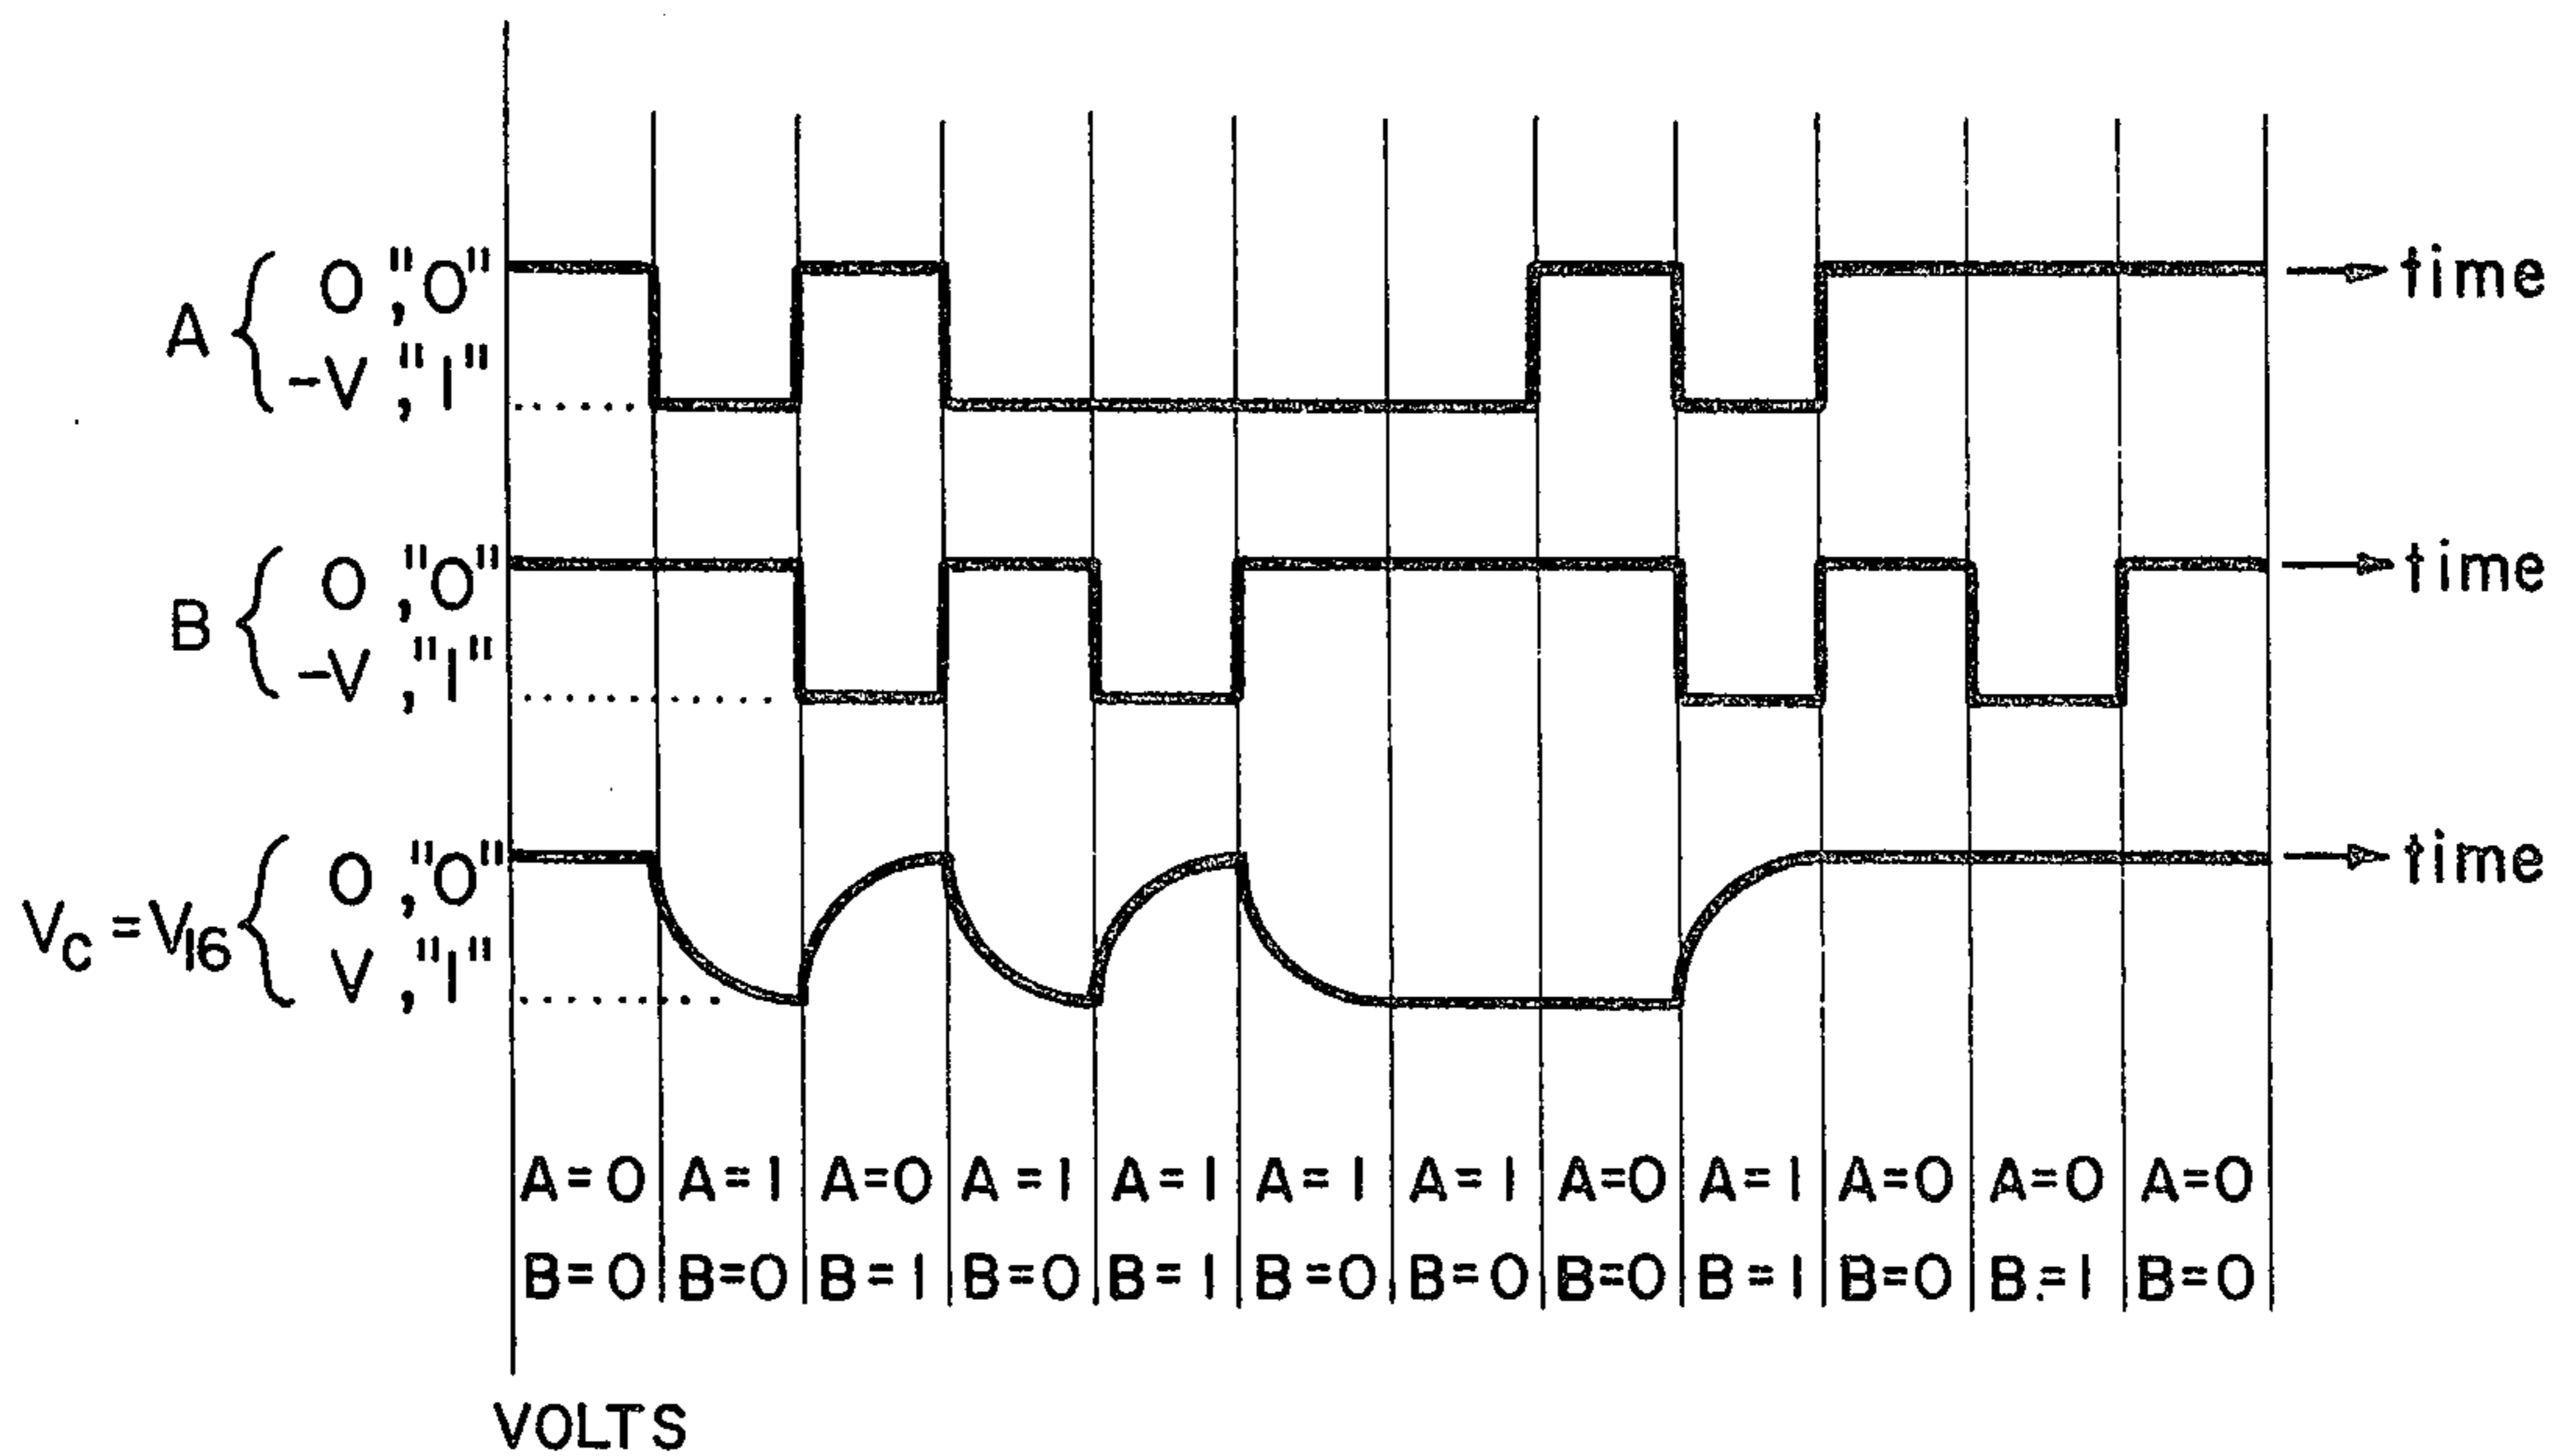 A { 0 ,"0"
-V ,"1"
time
B { 0 ,"0"
-V ,"1"
time
VC = V16 { 0 ,"0"
V ,"1"
time
A=0 A=1 A=0 A=1 A=1 A=1 A=1 A=0 A=1 A=0 A=0 A=0
B=0 B=0 B=1 B=0 B=1 B=0 B=0 B=0 B=1 B=0 B=1 B=0
VOLTS